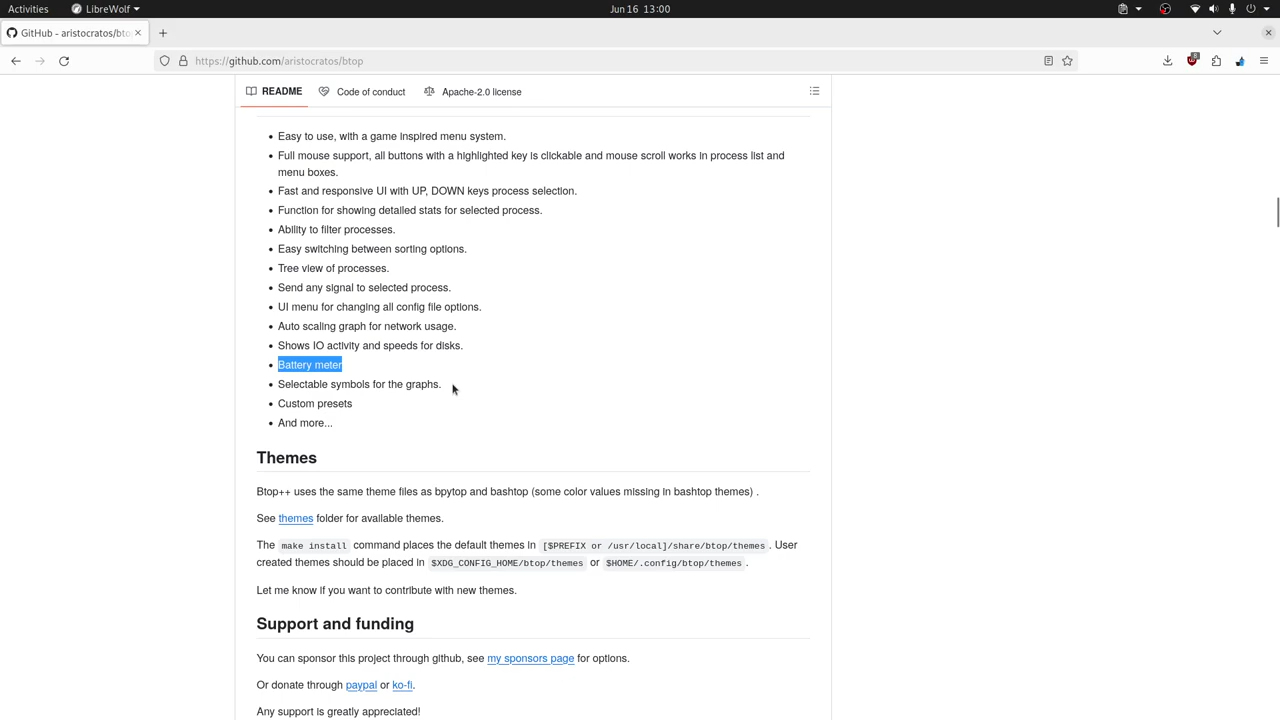 Activities
LibreWolf
Jun 16 13:00
GitHub - aristocratos/bto
https://github.com/aristocratos/btop
6
README
Code of conduct
Apache-2.0 license
Easy to use, with a game inspired menu system.
Full mouse support, all buttons with a highlighted key is clickable and mouse scroll works in process list and
menu boxes.
Fast and responsive UI with UP, DOWN keys process selection.
Function for showing detailed stats for selected process.
Ability to filter processes.
Easy switching between sorting options.
Tree view of processes.
Send any signal to selected process.
UI menu for changing all config file options.
Auto scaling graph for network usage.
Shows IO activity and speeds for disks.
Battery meter
Selectable symbols for the graphs.
Custom presets
And more...
Themes
Btop++ uses the same theme files as bpytop and bashtop (some color values missing in bashtop themes) .
See themes folder for available themes.
The make install command places the default themes in [$PREFIX or /usr/local]/share/btop/themes. User
created themes should be placed in $XDG_CONFIG_HOME/btop/themes or $HOME/.config/btop/themes.
Let me know if you want to contribute with new themes.
Support and funding
You can sponsor this project through github, see my sponsors page for options.
Or donate through paypal or ko-fi.
Any support is greatly appreciated!